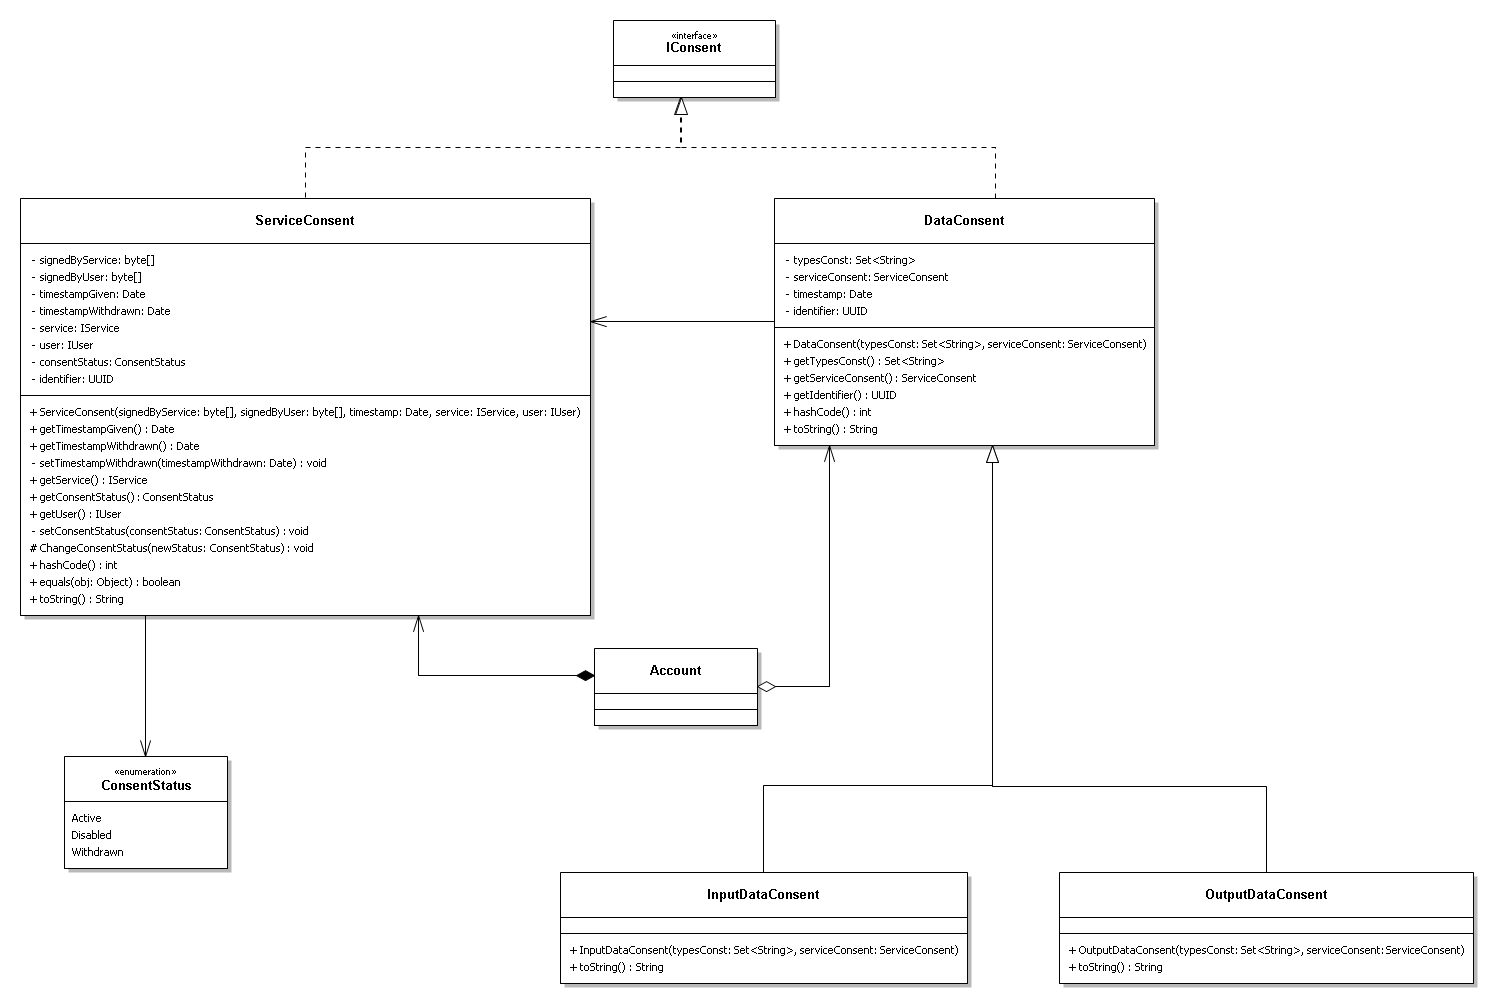 «interface»
IConsent
ServiceConsent
- signedByService: byte[]
- signedByUser: byte[]
- timestampGiven: Date
- timestampWithdrawn: Date
- service: IService
- user: IUser
- consentStatus: ConsentStatus
- identifier: UUID
+ ServiceConsent(signedByService: byte[], signedByUser: byte[], timestamp: Date, service: IService, user: IUser)
+ getTimestampGiven() : Date
+ getTimestampWithdrawn() : Date
- setTimestampWithdrawn(timestampWithdrawn: Date) : void
+ getService() : IService
+ getConsentStatus() : ConsentStatus
+ getUser() : IUser
- setConsentStatus(consentStatus: ConsentStatus) : void
# ChangeConsentStatus(newStatus: ConsentStatus) : void
+ hashCode() : int
+ equals(obj: Object) : boolean
+ toString() : String
DataConsent
- typesConst: Set<String>
- serviceConsent: ServiceConsent
- timestamp: Date
- identifier: UUID
+ DataConsent(typesConst: Set<String>, serviceConsent: ServiceConsent)
+ getTypesConst() : Set<String>
+ getServiceConsent() : ServiceConsent
+ getIdentifier() : UUID
+ hashCode() : int
+ toString() : String
Account
«enumeration»
ConsentStatus
Active
Disabled
Withdrawn
InputDataConsent
+ InputDataConsent(typesConst: Set<String>, serviceConsent: ServiceConsent)
+ toString() : String
OutputDataConsent
+ OutputDataConsent(typesConst: Set<String>, serviceConsent: ServiceConsent)
+ toString() : String